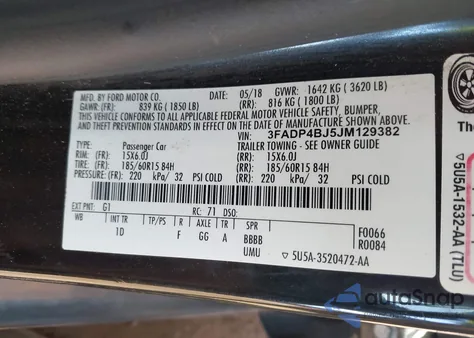 MFD. BY FORD MOTOR CO. DATE: 05/18 GVWR: 1642 KG ( 3620 LB)
GAWR: (FR) 839 KG ( 1850 LB) (RR) 816 KG ( 1800 LB)
THIS VEHICLE CONFORMS TO ALL APPLICABLE FEDERAL MOTOR VEHICLE SAFETY, BUMPER,
AND THEFT PREVENTION STANDARDS IN EFFECT ON THE DATE OF MANUFACTURE SHOWN ABOVE.
VIN: 3FADP4BJ5JM129382
TYPE: Passenger Car TRAILER TOWING - SEE OWNER GUIDE
RIM: (FR) 15X6.0J (RR): 15X6.0J
TIRE: (FR) 185/60R15 84H (RR): 185/60R15 84H
PRESSURE: (FR) 220 kPa/ 32 PSI COLD (RR): 220 kPa/ 32 PSI COLD
EXT PNT: G1 RC: 71 DSO:
WB INT TR TP/PS R AXLE TR SPR
1D F GG A BBBB
UMU
F0066
R0084
▽ 5U5A-3520472-AA
▽ 5U5A-1532-AA (TLU)
autoSnap